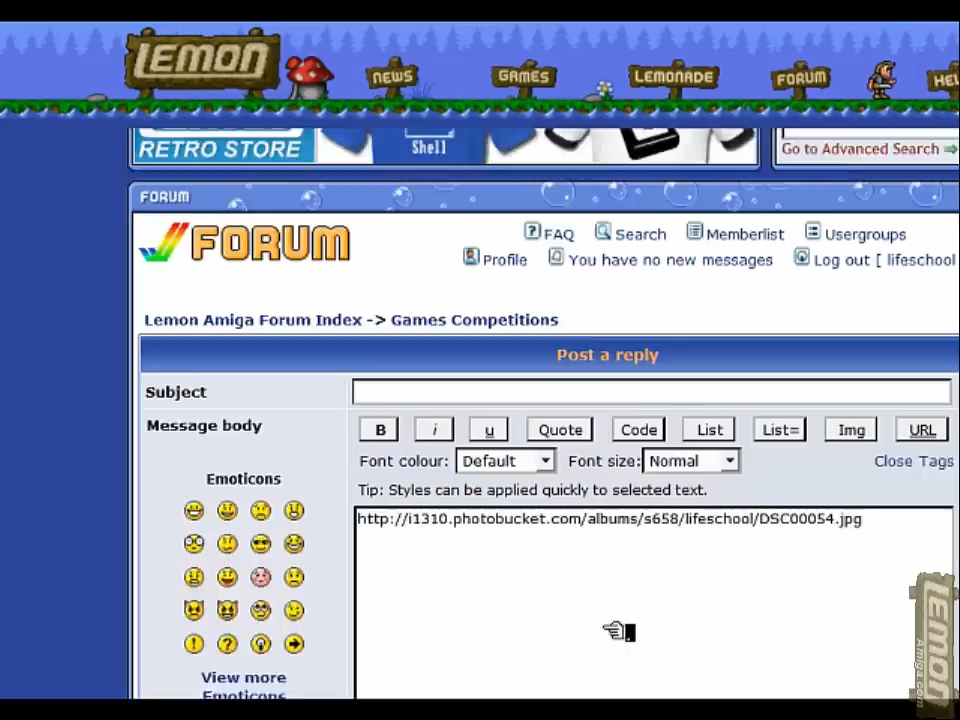 LEMON
NEWS
GAMES
LEMONADE
FORUM
HEL
RETRO STORE
Shell
Go to Advanced Search
FORUM
FORUM
FAQ Search Memberlist Usergroups
Profile You have no new messages Log out [ lifeschool
Lemon Amiga Forum Index -> Games Competitions
Post a reply
Subject
Message body
B i u Quote Code List List= Img URL
Font colour: Default Font size: Normal Close Tags
Tip: Styles can be applied quickly to selected text.
Emoticons
http://i1310.photobucket.com/albums/s658/lifeschool/DSC00054.jpg
View more
Emoticons
LEMON
Amiga.com